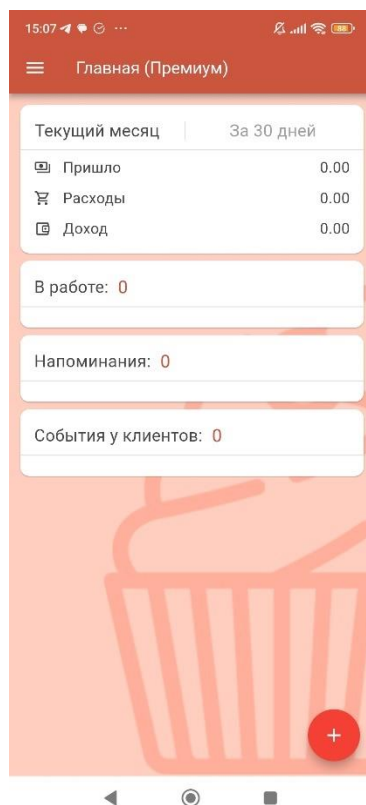 15:07
Главная (Премиум)
Текущий месяц За 30 дней
Пришло 0.00
Расходы 0.00
Доход 0.00
В работе: 0
Напоминания: 0
События у клиентов: 0